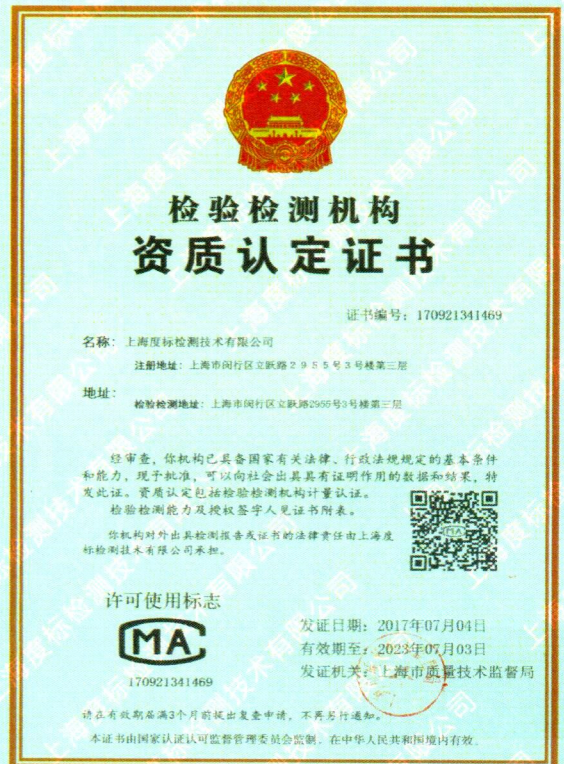 检验检测机构
资质认定证书
证书编号：170921341469
名称：上海度标检测技术有限公司
注册地址：上海市闵行区立跃路２９５５号３号楼第三层
地址：
检验检测地址：上海市闵行区立跃路2955号3号楼第三层
经审查，你机构已具备国家有关法律、行政法规规定的基本条件
和能力，现予批准，可以向社会出具具有证明作用的数据和结果，特
发此证。资质认定包括检验检测机构计量认证。
检验检测能力及授权签字人见证书附表。
你机构对外出具检测报告或证书的法律责任由上海度
标检测技术有限公司承担。
MA
许可使用标志
MA
170921341469
发证日期：2017年07月04日
有效期至：2023年07月03日
发证机关：上海市质量技术监督局
请在有效期届满3个月前提出复查申请，不再另行通知。
本证书由国家认证认可监督管理委员会监制，在中华人民共和国境内有效。
上海度标检测技术有限公司